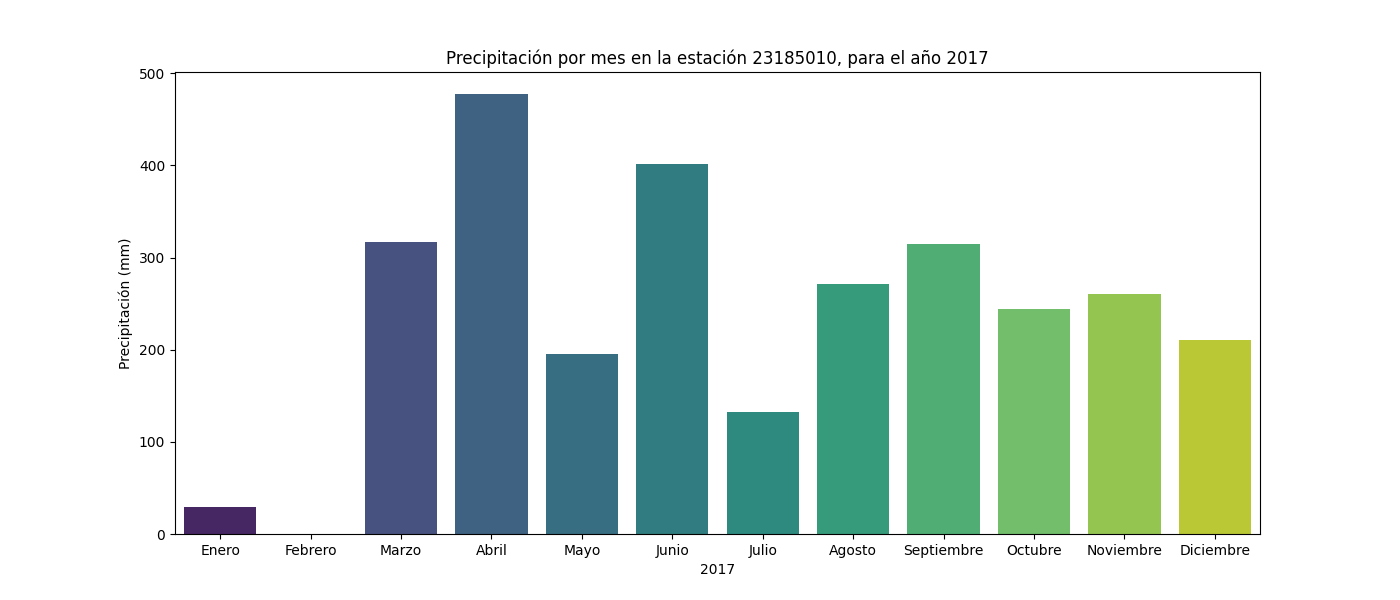 Precipitación por mes en la estación 23185010, para el año 2017
Precipitación (mm)
500
400
300
200
100
0
Enero Febrero Marzo Abril Mayo Junio Julio Agosto Septiembre Octubre Noviembre Diciembre
2017